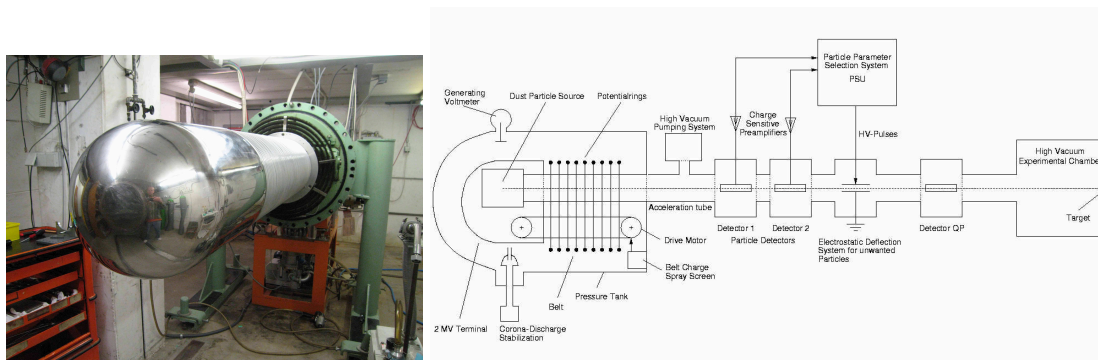 Generating
Voltmeter
Dust Particle Source
Potentialrings
High Vacuum
Pumping System
Charge
Sensitive
Preamplifiers
Particle Parameter
Selection System
PSU
HV-Pulses
High Vacuum
Experimental Chamber
Acceleration tube
Detector 1
Detector 2
Particle Detectors
Electrostatic Deflection
System for unwanted
Particles
Detector QP
Target
Drive Motor
Belt Charge
Spray Screen
Pressure Tank
Belt
2 MV Terminal
Corona-Discharge
Stabilization